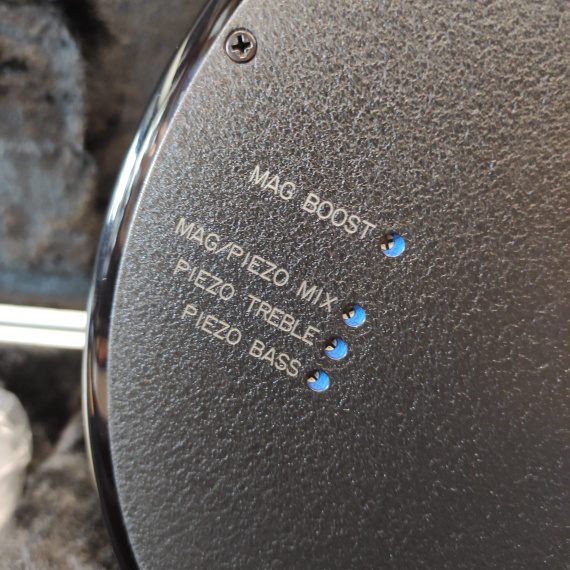 MAG BOOST
MAG/PIEZO MIX
PIEZO TREBLE
PIEZO BASS